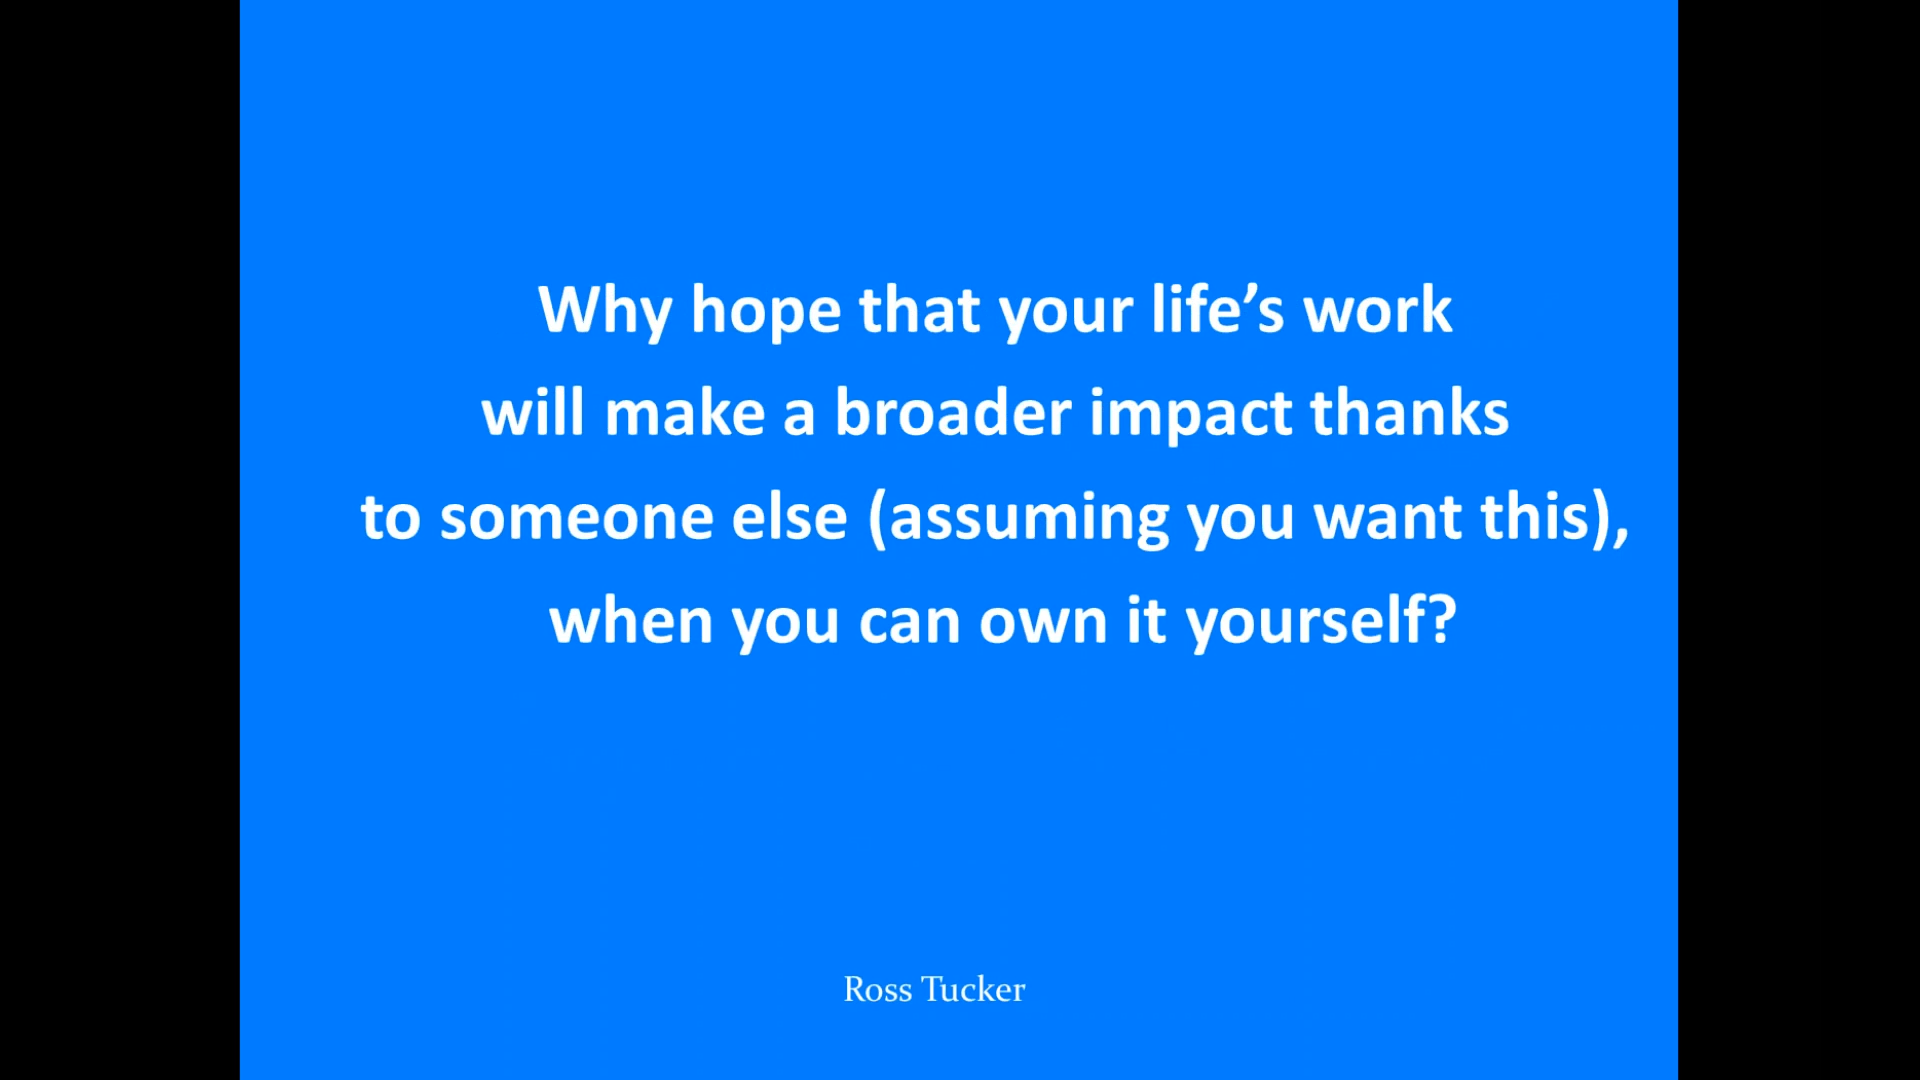 Why hope that your life’s work
will make a broader impact thanks
to someone else (assuming you want this),
when you can own it yourself?
Ross Tucker